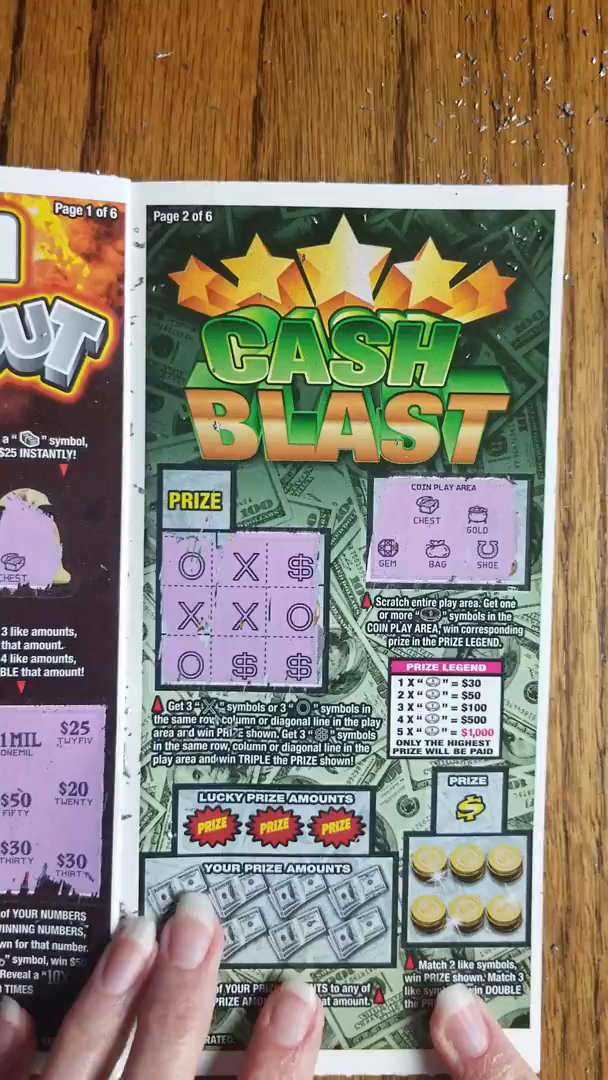 Page 1 of 6
UT
a " " symbol,
$25 INSTANTLY!
CHEST
3 like amounts,
that amount.
4 like amounts,
BLE that amount!
1MIL
ONEMIL
$25
TWYFIV
$50
FIFTY
$20
TWENTY
$30
THIRTY
$30
THIRTY
of YOUR NUMBERS
WINNING NUMBERS,
wn for that number.
" symbol, win
Reveal a "10X
TIMES
Page 2 of 6
CASH
BLAST
PRIZE
O X $
X X O
O $ $
COIN PLAY AREA
CHEST
GOLD
GEM
BAG
SHOE
Scratch entire play area. Get one
or more " " symbols in the
COIN PLAY AREA, win corresponding
prize in the PRIZE LEGEND.
PRIZE LEGEND
1 X " " = $30
2 X " " = $50
3 X " " = $100
4 X " " = $500
5 X " " = $1,000
ONLY THE HIGHEST
PRIZE WILL BE PAID
Get 3 "X" symbols or 3 "O" symbols in
the same row, column or diagonal line in the play
area and win PRIZE shown. Get 3 "$" symbols
in the same row, column or diagonal line in the
play area and win TRIPLE the PRIZE shown!
LUCKY PRIZE AMOUNTS
PRIZE PRIZE PRIZE
YOUR PRIZE AMOUNTS
of YOUR
to any of
at amount.
PRIZE
$
Match 2 like symbols,
win PRIZE shown. Match 3
like win DOUBLE
the